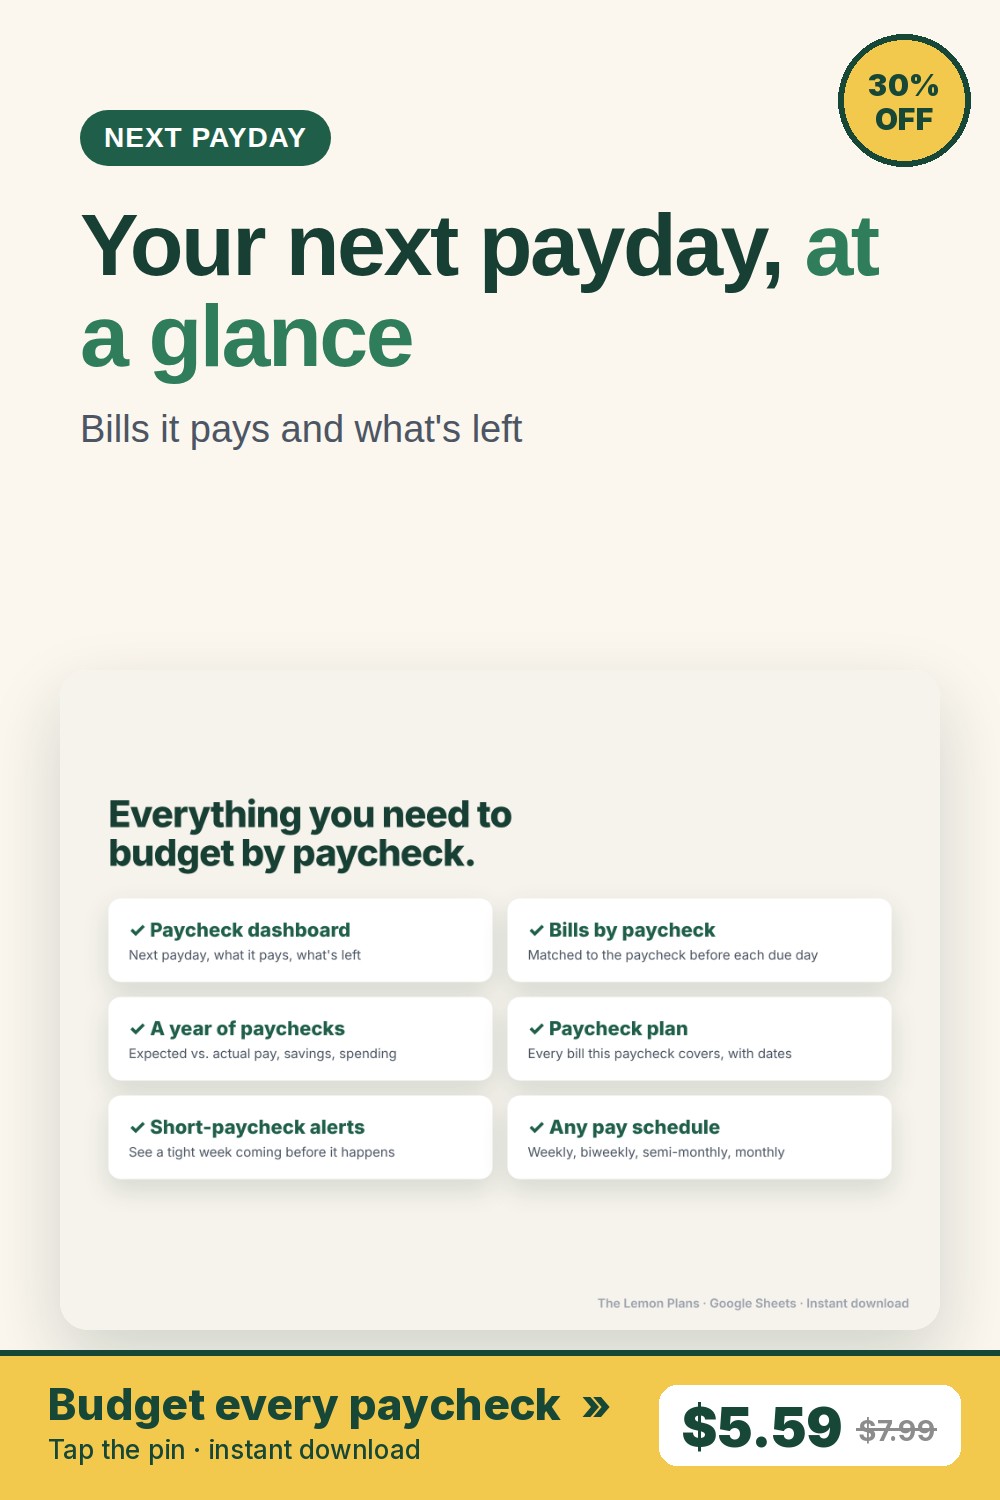 30%
OFF
NEXT PAYDAY
Your next payday, at
a glance
Bills it pays and what's left
Everything you need to
budget by paycheck.
✓ Paycheck dashboard
Next payday, what it pays, what's left
✓ Bills by paycheck
Matched to the paycheck before each due day
✓ A year of paychecks
Expected vs. actual pay, savings, spending
✓ Paycheck plan
Every bill this paycheck covers, with dates
✓ Short-paycheck alerts
See a tight week coming before it happens
✓ Any pay schedule
Weekly, biweekly, semi-monthly, monthly
The Lemon Plans · Google Sheets · Instant download
Budget every paycheck »
Tap the pin · instant download
$5.59 $7.99